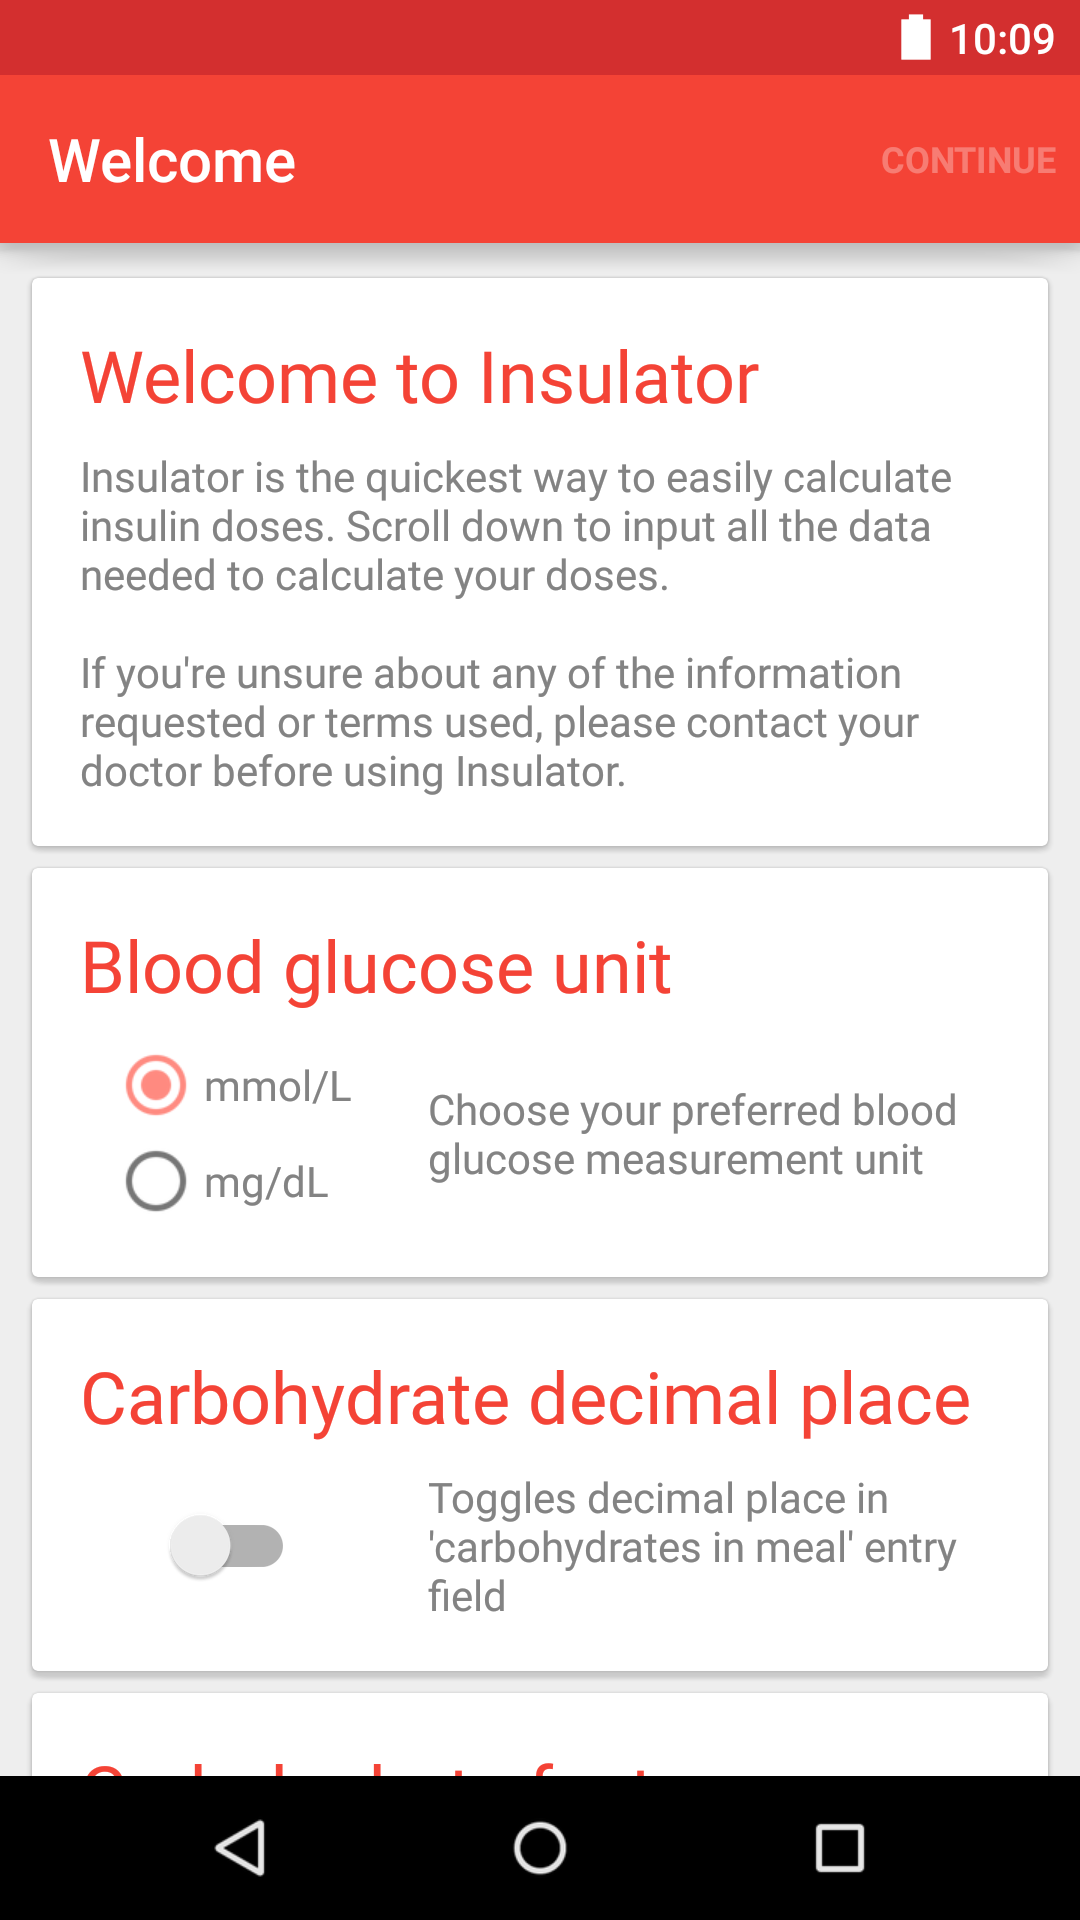 10:09
Welcome
CONTINUE
Welcome to Insulator
Insulator is the quickest way to easily calculate
insulin doses. Scroll down to input all the data
needed to calculate your doses.
If you're unsure about any of the information
requested or terms used, please contact your
doctor before using Insulator.
Blood glucose unit
mmol/L
mg/dL
Choose your preferred blood
glucose measurement unit
Carbohydrate decimal place
Toggles decimal place in
'carbohydrates in meal' entry
field